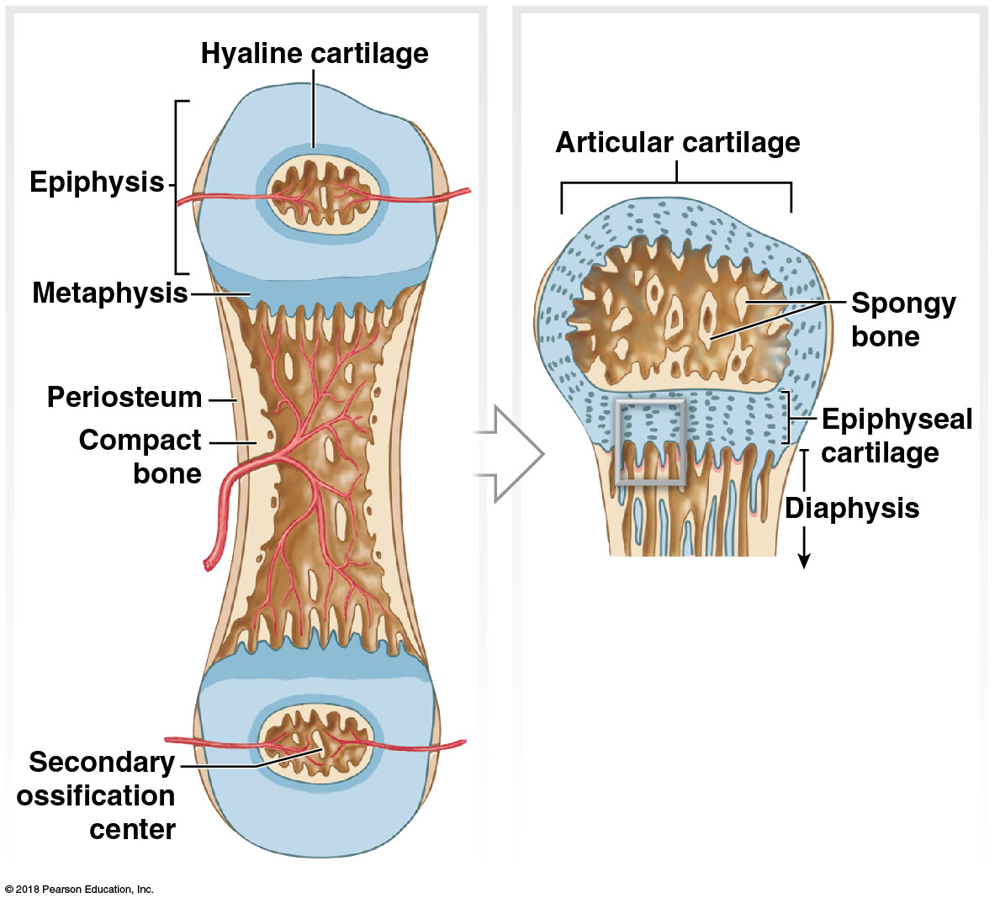 Hyaline cartilage
Epiphysis
Metaphysis
Periosteum
Compact
bone
Secondary
ossification
center
Articular cartilage
Spongy
bone
Epiphyseal
cartilage
Diaphysis
© 2018 Pearson Education, Inc.